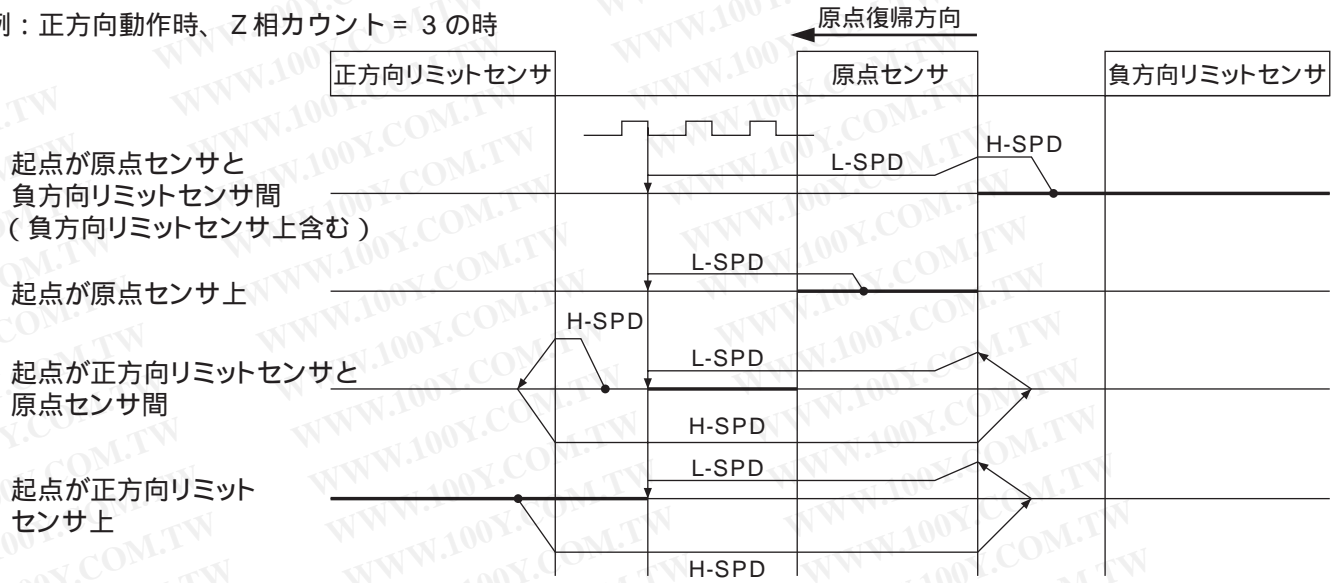 例：正方向動作時、Ｚ相カウント = 3 の時
原点復帰方向
正方向リミットセンサ
原点センサ
負方向リミットセンサ
起点が原点センサと
負方向リミットセンサ間
( 負方向リミットセンサ上含む )
L-SPD
H-SPD
起点が原点センサ上
L-SPD
起点が正方向リミットセンサと
原点センサ間
H-SPD
L-SPD
H-SPD
起点が正方向リミット
センサ上
L-SPD
H-SPD
WWW.100Y.COM.TW